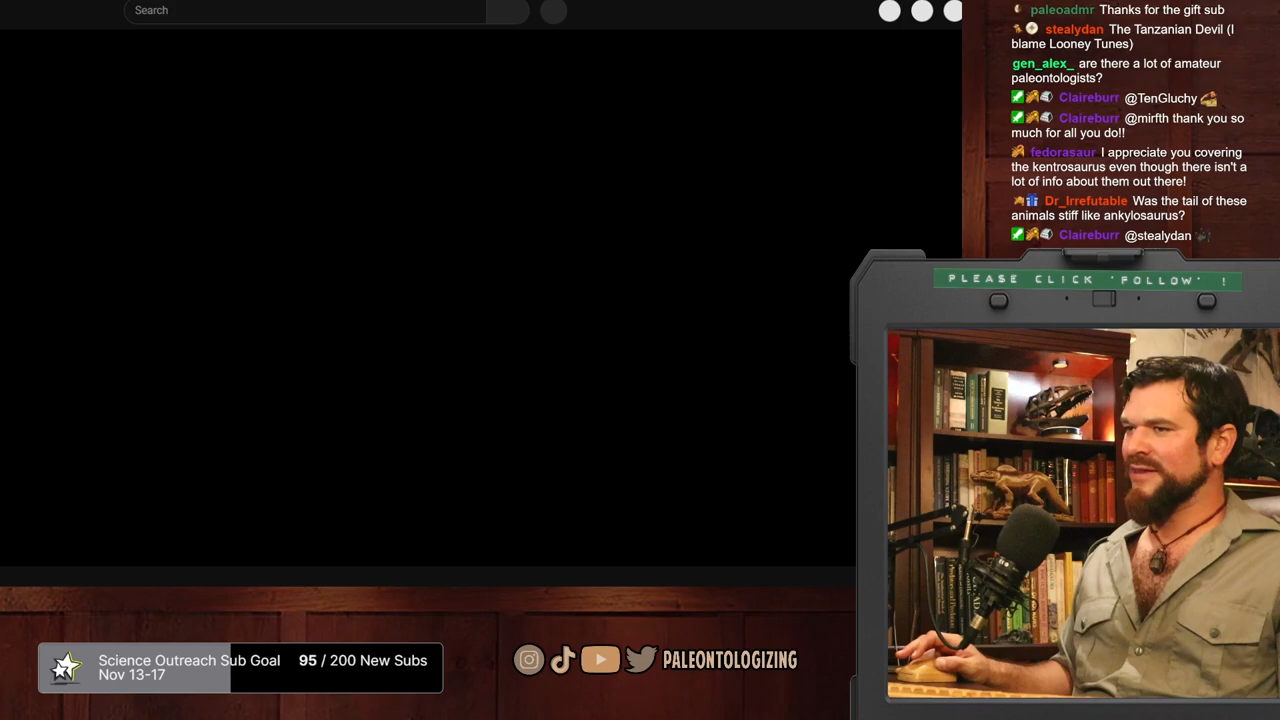 Search
paleoadmr Thanks for the gift sub
stealydan The Tanzanian Devil (I
blame Looney Tunes)
gen_alex_ are there a lot of amateur
paleontologists?
Claireburr @TenGluchy
Claireburr @mirfth thank you so
much for all you do!!
fedorasaur I appreciate you covering
the kentrosaurus even though there isn't a
lot of info about them out there!
Dr_Irrefutable Was the tail of these
animals stiff like ankylosaurus?
Claireburr @stealydan
PLEASE CLICK 'FOLLOW' !
Science Outreach Sub Goal 95 / 200 New Subs
Nov 13-17
PALEONTOLOGIZING